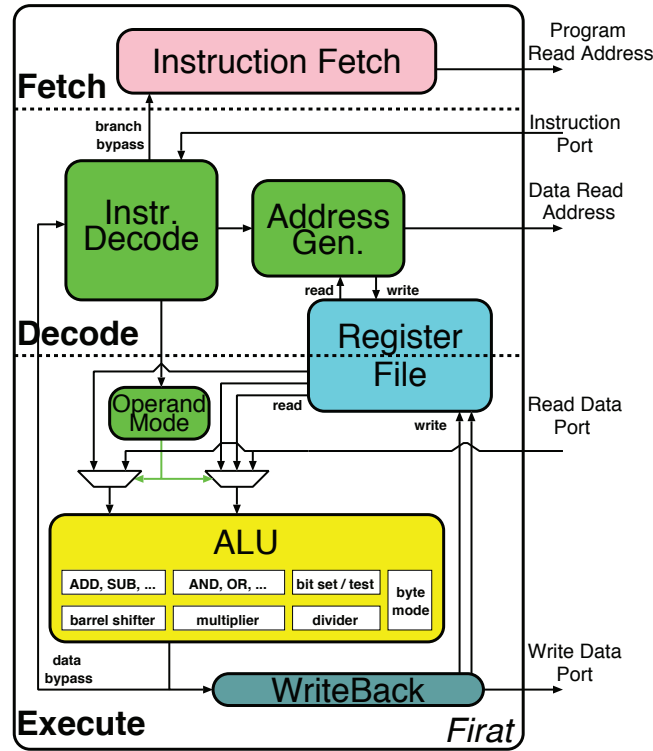 Program
Read Address
Instruction Fetch
Fetch
branch
bypass
Instruction
Port
Instr.
Decode
Address
Gen.
Data Read
Address
read
write
Decode
Register
File
Operand
Mode
read
write
Read Data
Port
ALU
ADD, SUB, ...
AND, OR, ...
bit set / test
byte
mode
barrel shifter
multiplier
divider
data
bypass
WriteBack
Write Data
Port
Execute
Firat